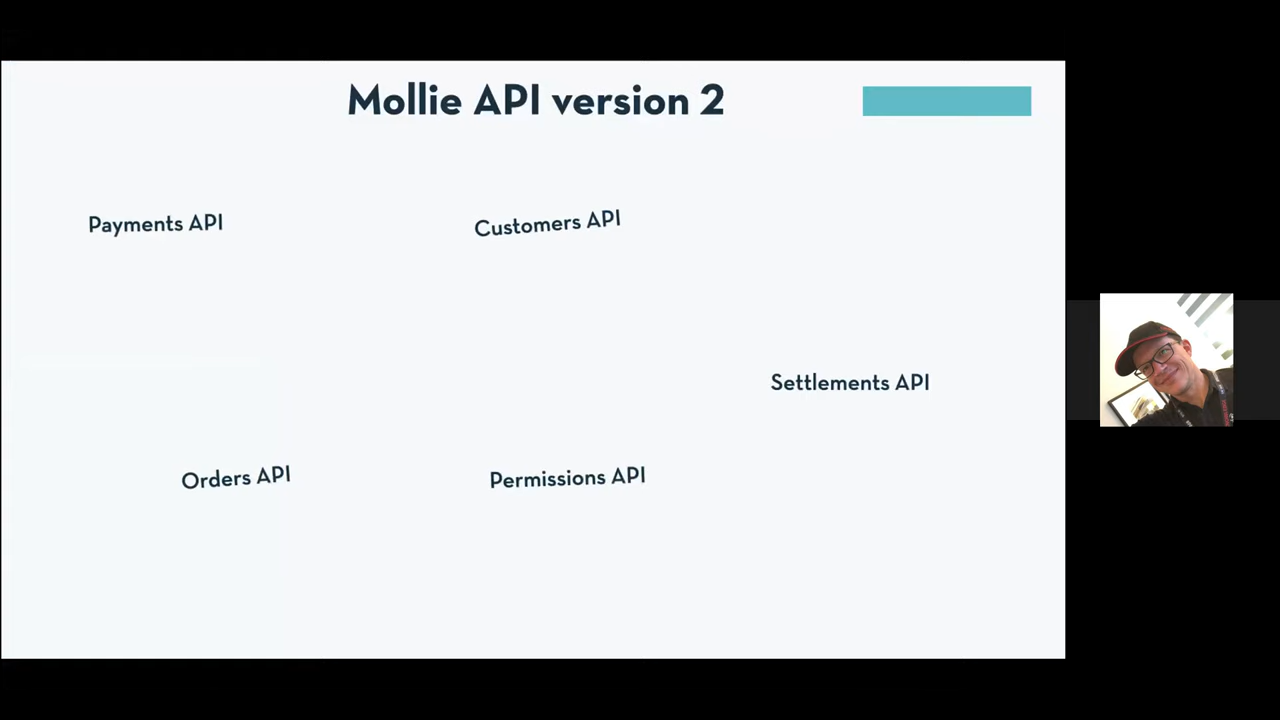 Mollie API version 2
Payments API
Customers API
Settlements API
Orders API
Permissions API